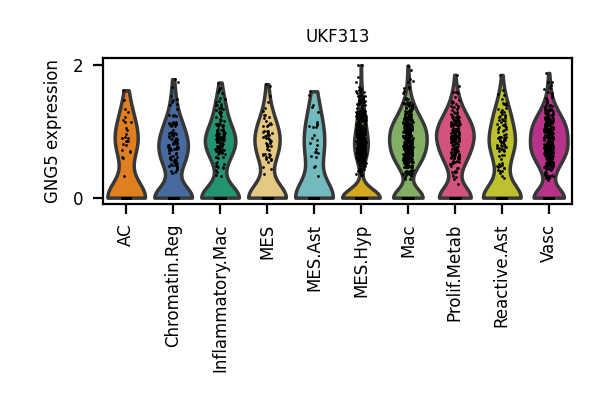 UKF313
GNG5 expression
2
0
AC
Chromatin.Reg
Inflammatory.Mac
MES
MES.Ast
MES.Hyp
Mac
Prolif.Metab
Reactive.Ast
Vasc